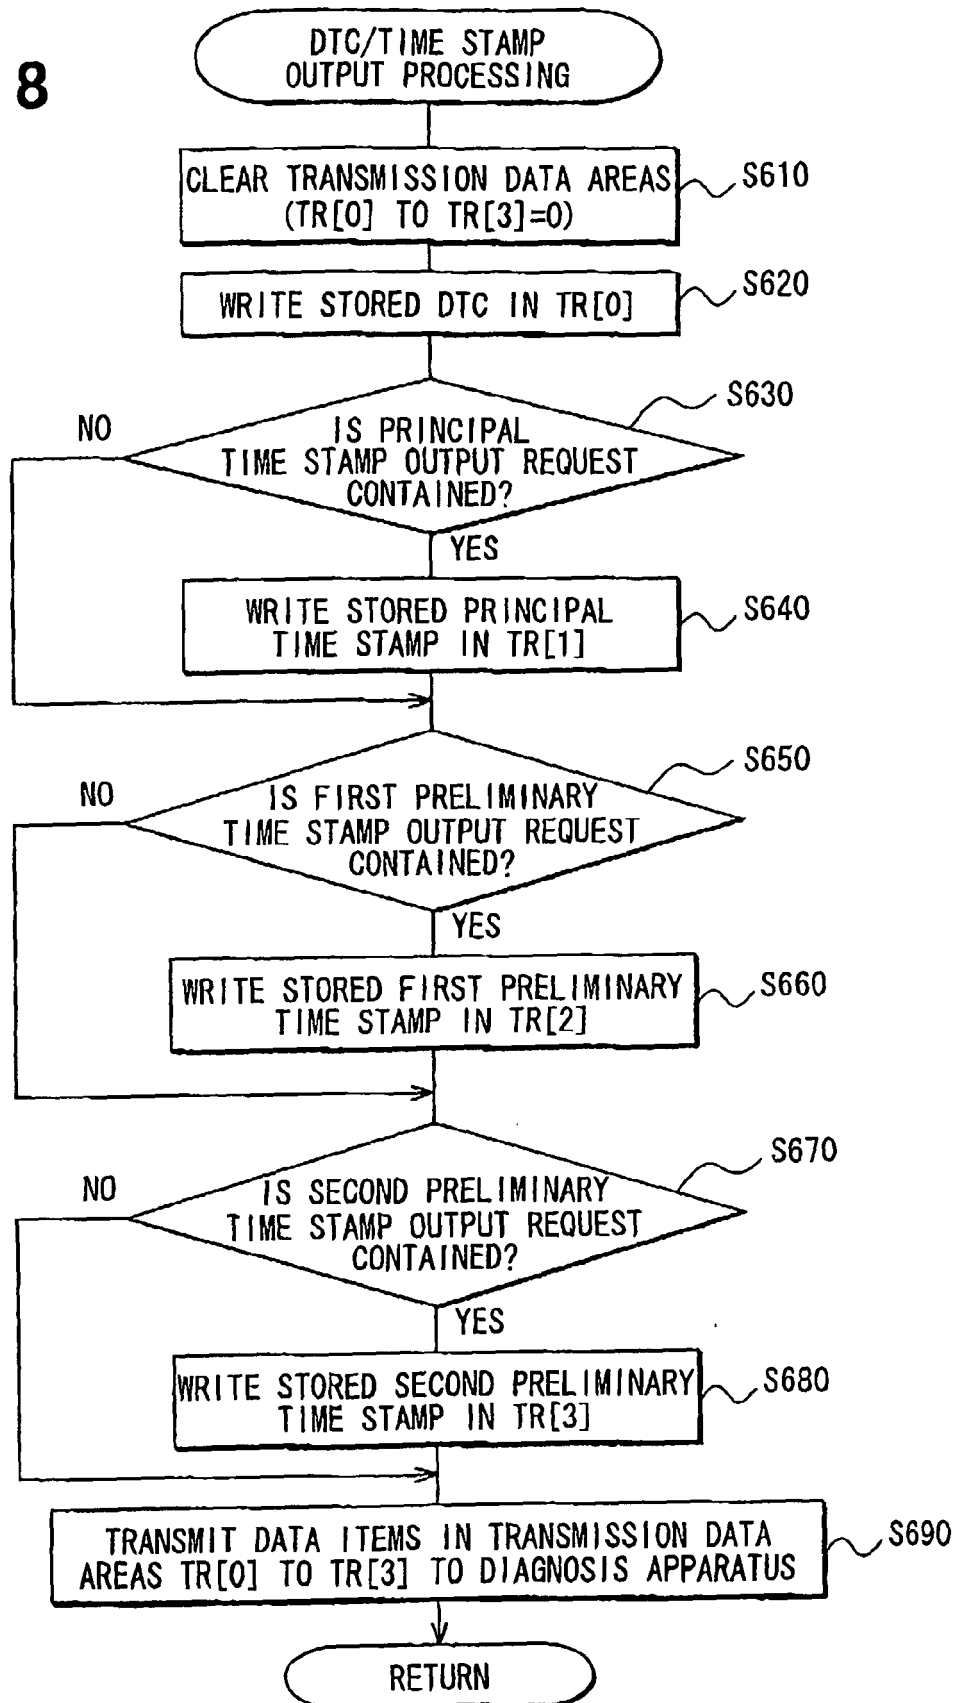 8
DTC/TIME STAMP
OUTPUT PROCESSING
CLEAR TRANSMISSION DATA AREAS
(TR[0] TO TR[3]=0)
S610
WRITE STORED DTC IN TR[0]
S620
S630
NO
IS PRINCIPAL
TIME STAMP OUTPUT REQUEST
CONTAINED?
YES
WRITE STORED PRINCIPAL
TIME STAMP IN TR[1]
S640
S650
NO
IS FIRST PRELIMINARY
TIME STAMP OUTPUT REQUEST
CONTAINED?
YES
WRITE STORED FIRST PRELIMINARY
TIME STAMP IN TR[2]
S660
S670
NO
IS SECOND PRELIMINARY
TIME STAMP OUTPUT REQUEST
CONTAINED?
YES
WRITE STORED SECOND PRELIMINARY
TIME STAMP IN TR[3]
S680
TRANSMIT DATA ITEMS IN TRANSMISSION DATA
AREAS TR[0] TO TR[3] TO DIAGNOSIS APPARATUS
S690
RETURN